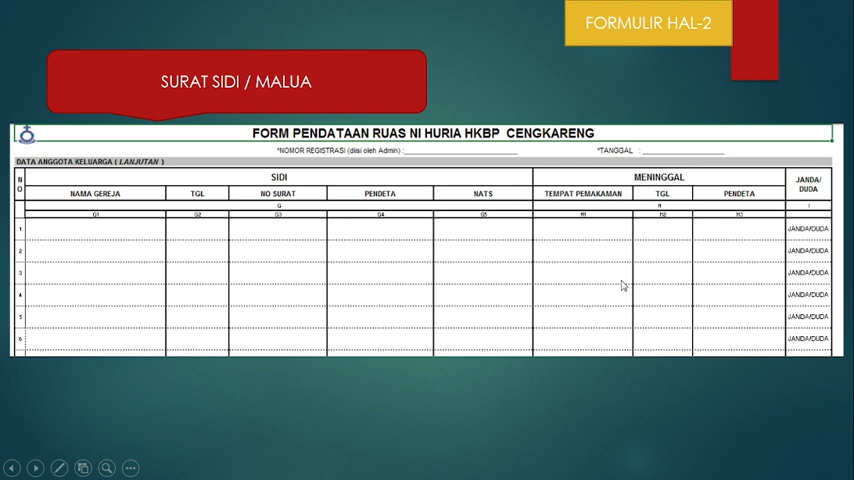 FORMULIR HAL-2
SURAT SIDI / MALUA
FORM PENDATAAN RUAS NI HURIA HKBP CENGKARENG
*NOMOR REGISTRASI (diisi oleh Admin) :____________________ *TANGGAL : ______________
DATA ANGGOTA KELUARGA ( LANJUTAN )
NO SIDI MENINGGAL JANDA/DUDA
NAMA GEREJA TGL NO SURAT PENDETA NATS TEMPAT PEMAKAMAN TGL PENDETA
G H I
G1 G2 G3 G4 G5 H1 H2 H3
1 JANDA/DUDA
2 JANDA/DUDA
3 JANDA/DUDA
4 JANDA/DUDA
5 JANDA/DUDA
6 JANDA/DUDA